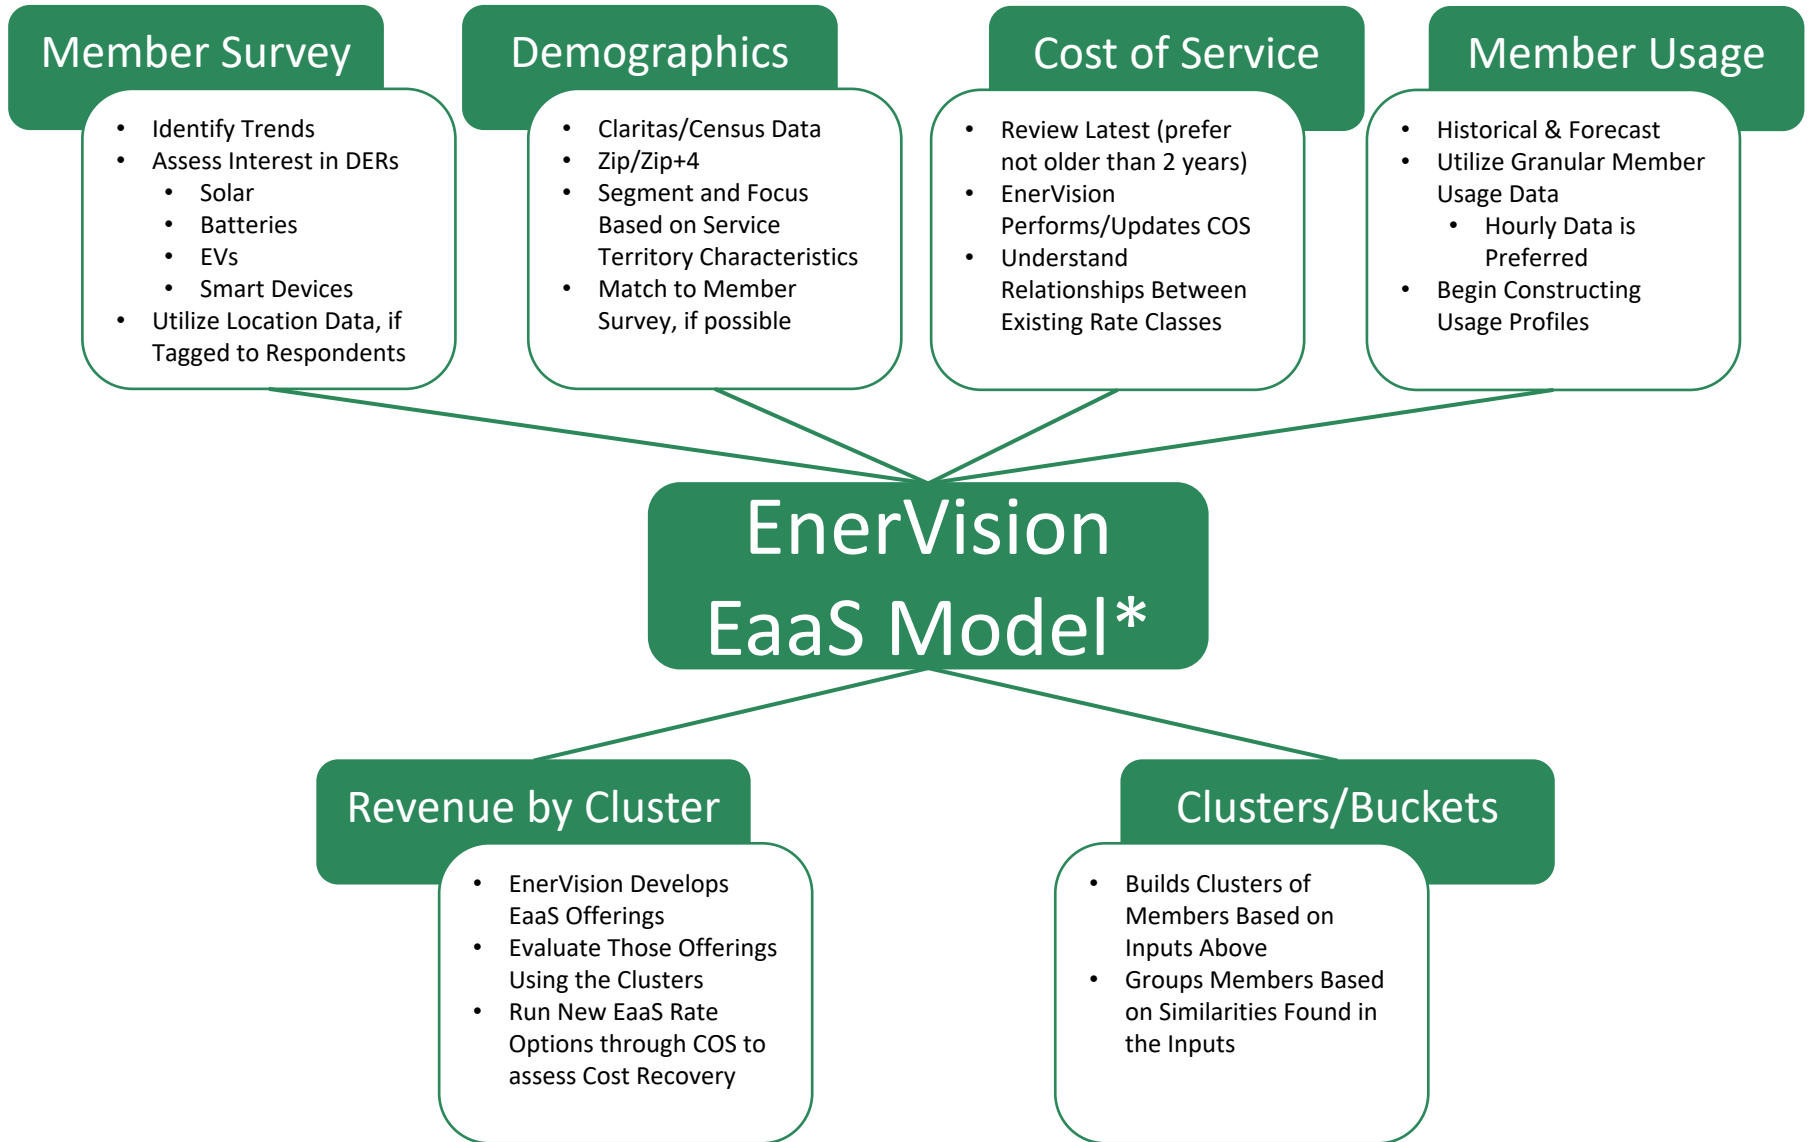 Member Survey
• Identify Trends
• Assess Interest in DERs
• Solar
• Batteries
• EVs
• Smart Devices
• Utilize Location Data, if
Tagged to Respondents
Demographics
• Claritas/Census Data
• Zip/Zip+4
• Segment and Focus
Based on Service
Territory Characteristics
• Match to Member
Survey, if possible
Cost of Service
• Review Latest (prefer
not older than 2 years)
• EnerVision
Performs/Updates COS
• Understand
Relationships Between
Existing Rate Classes
Member Usage
• Historical & Forecast
• Utilize Granular Member
Usage Data
• Hourly Data is
Preferred
• Begin Constructing
Usage Profiles
EnerVision
EaaS Model*
Revenue by Cluster
• EnerVision Develops
EaaS Offerings
• Evaluate Those Offerings
Using the Clusters
• Run New EaaS Rate
Options through COS to
assess Cost Recovery
Clusters/Buckets
• Builds Clusters of
Members Based on
Inputs Above
• Groups Members Based
on Similarities Found in
the Inputs